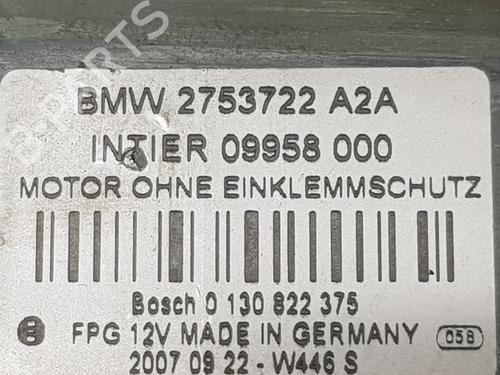 BMW 2753722 A2A
INTIER 09958 000
MOTOR OHNE EINKLEMMSCHUTZ
Bosch 0 130 822 375
FPG 12V MADE IN GERMANY
058
2007 09 22 - W446 S